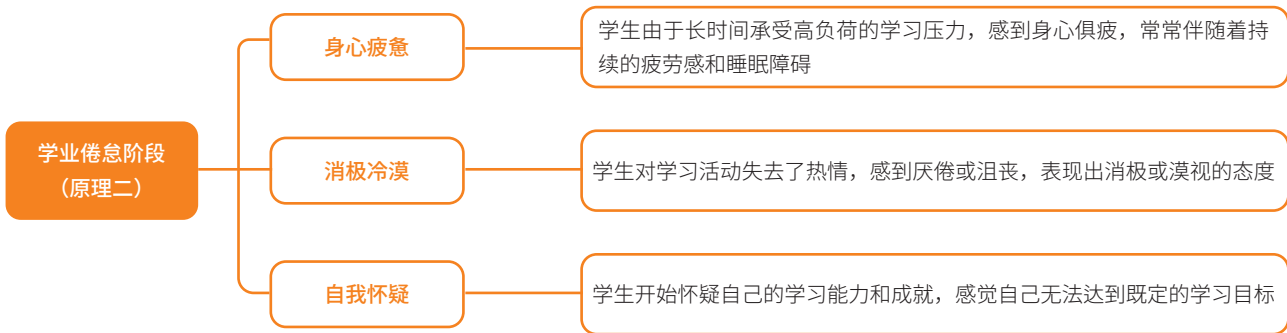 身心疲惫
学生由于长时间承受高负荷的学习压力，感到身心俱疲，常常伴随着持
续的疲劳感和睡眠障碍
学业倦怠阶段
（原理二）
消极冷漠
学生对学习活动失去了热情，感到厌倦或沮丧，表现出消极或漠视的态度
自我怀疑
学生开始怀疑自己的学习能力和成就，感觉自己无法达到既定的学习目标